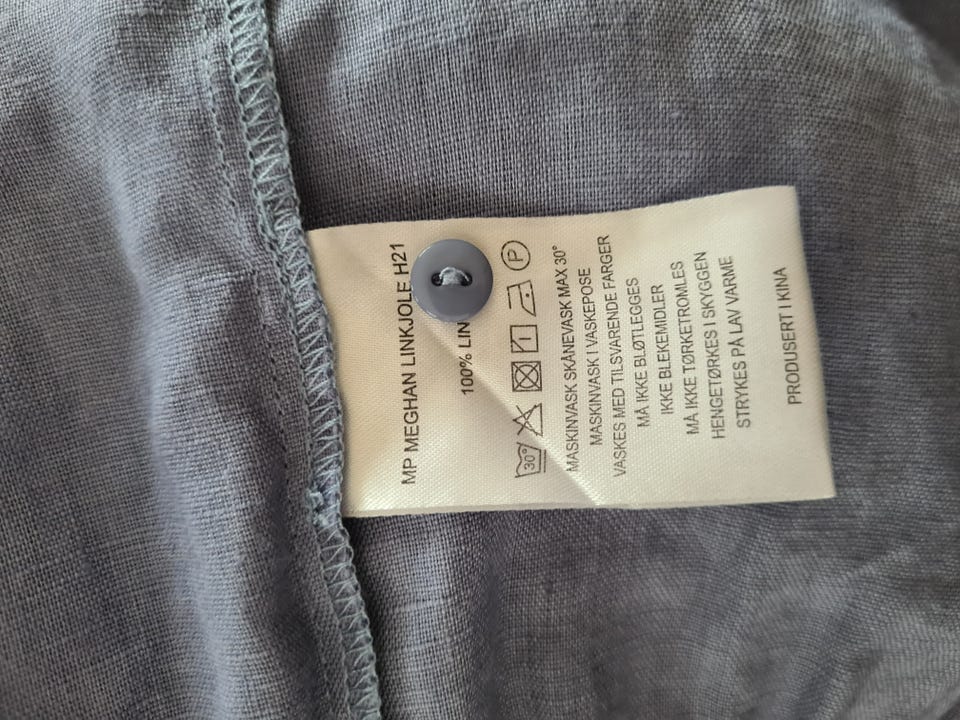 MP MEGHAN LINKJOLE H21
100% LIN
30° P
MASKINVASK SKÅNEVASK MAX 30°
MASKINVASK I VASKEPOSE
VASKES MED TILSVARENDE FARGER
MÅ IKKE BLØTLEGGES
IKKE BLEKEMIDLER
MÅ IKKE TØRKETROMLES
HENGETØRKES I SKYGGEN
STRYKES PÅ LAV VARME
PRODUSERT I KINA